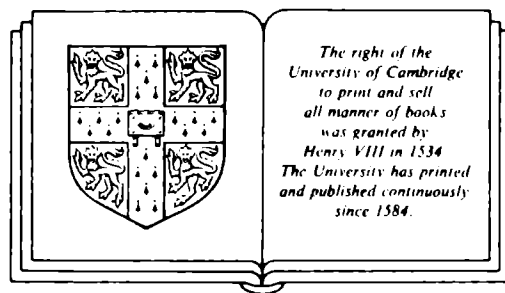 The right of the
University of Cambridge
to print and sell
all manner of books
was granted by
Henry VIII in 1534
The University has printed
and published continuously
since 1584.